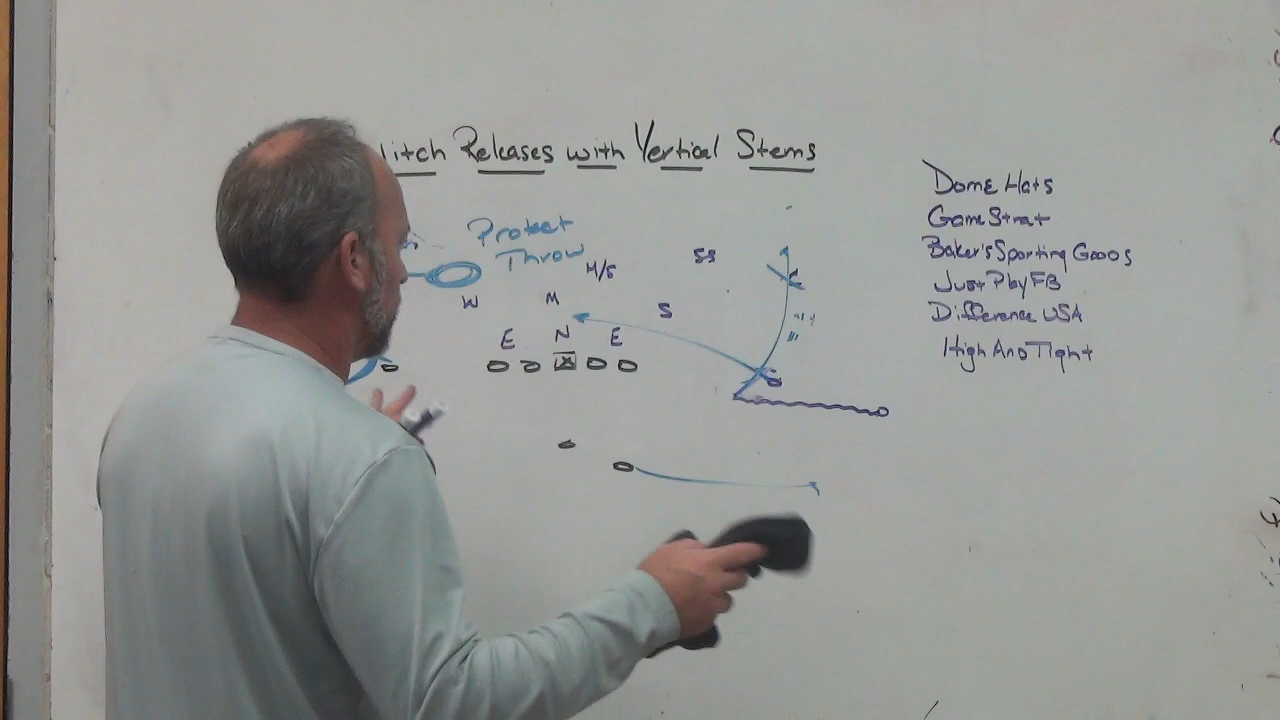 Releases with Vertical Stems
Protect
Throw
M/S
SS
W
M
S
E
N
E
Dome Hats
GameStrat
Baker's Sporting Goods
Just Play FB
Difference USA
High And Tight